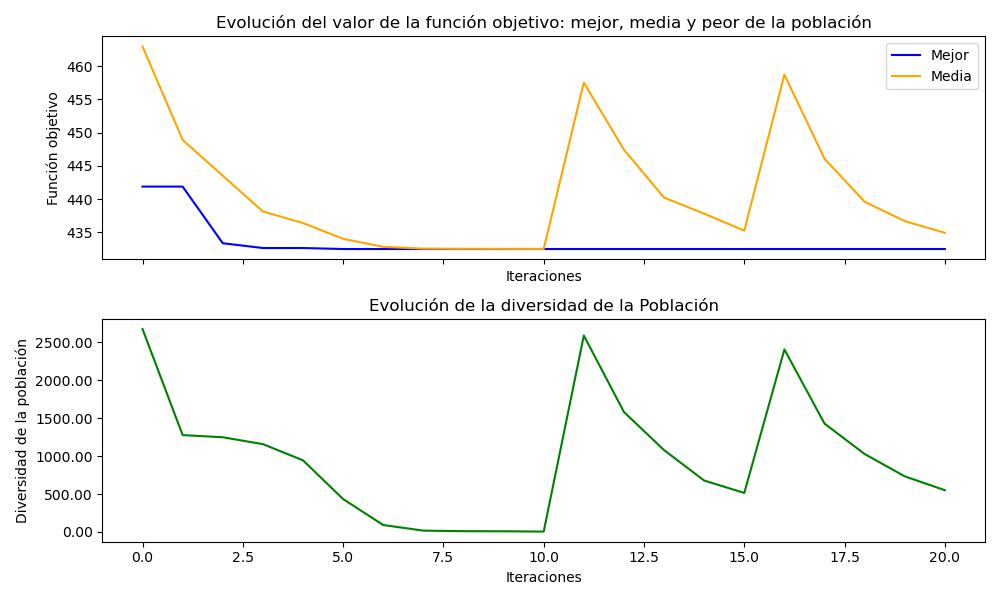 Evolución del valor de la función objetivo: mejor, media y peor de la población
Mejor
Media
460
455
450
445
440
435
Función objetivo
Iteraciones
Evolución de la diversidad de la Población
2500.00
2000.00
1500.00
1000.00
500.00
0.00
Diversidad de la población
0.0 2.5 5.0 7.5 10.0 12.5 15.0 17.5 20.0
Iteraciones